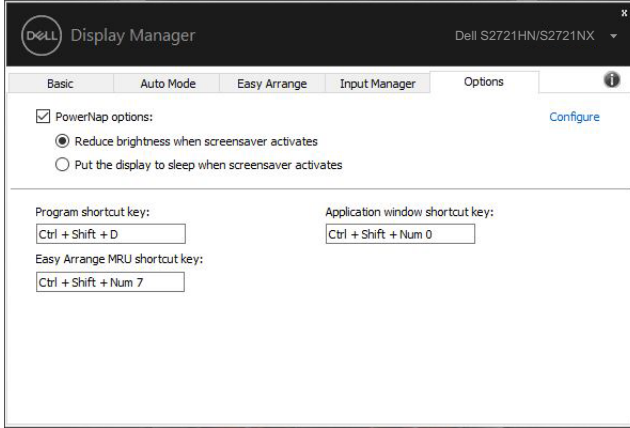 x
DELL Display Manager
Dell S2721HN/S2721NX
Basic Auto Mode Easy Arrange Input Manager Options i
PowerNap options: Configure
Reduce brightness when screensaver activates
Put the display to sleep when screensaver activates
Program shortcut key: Application window shortcut key:
Ctrl + Shift + D Ctrl + Shift + Num 0
Easy Arrange MRU shortcut key:
Ctrl + Shift + Num 7